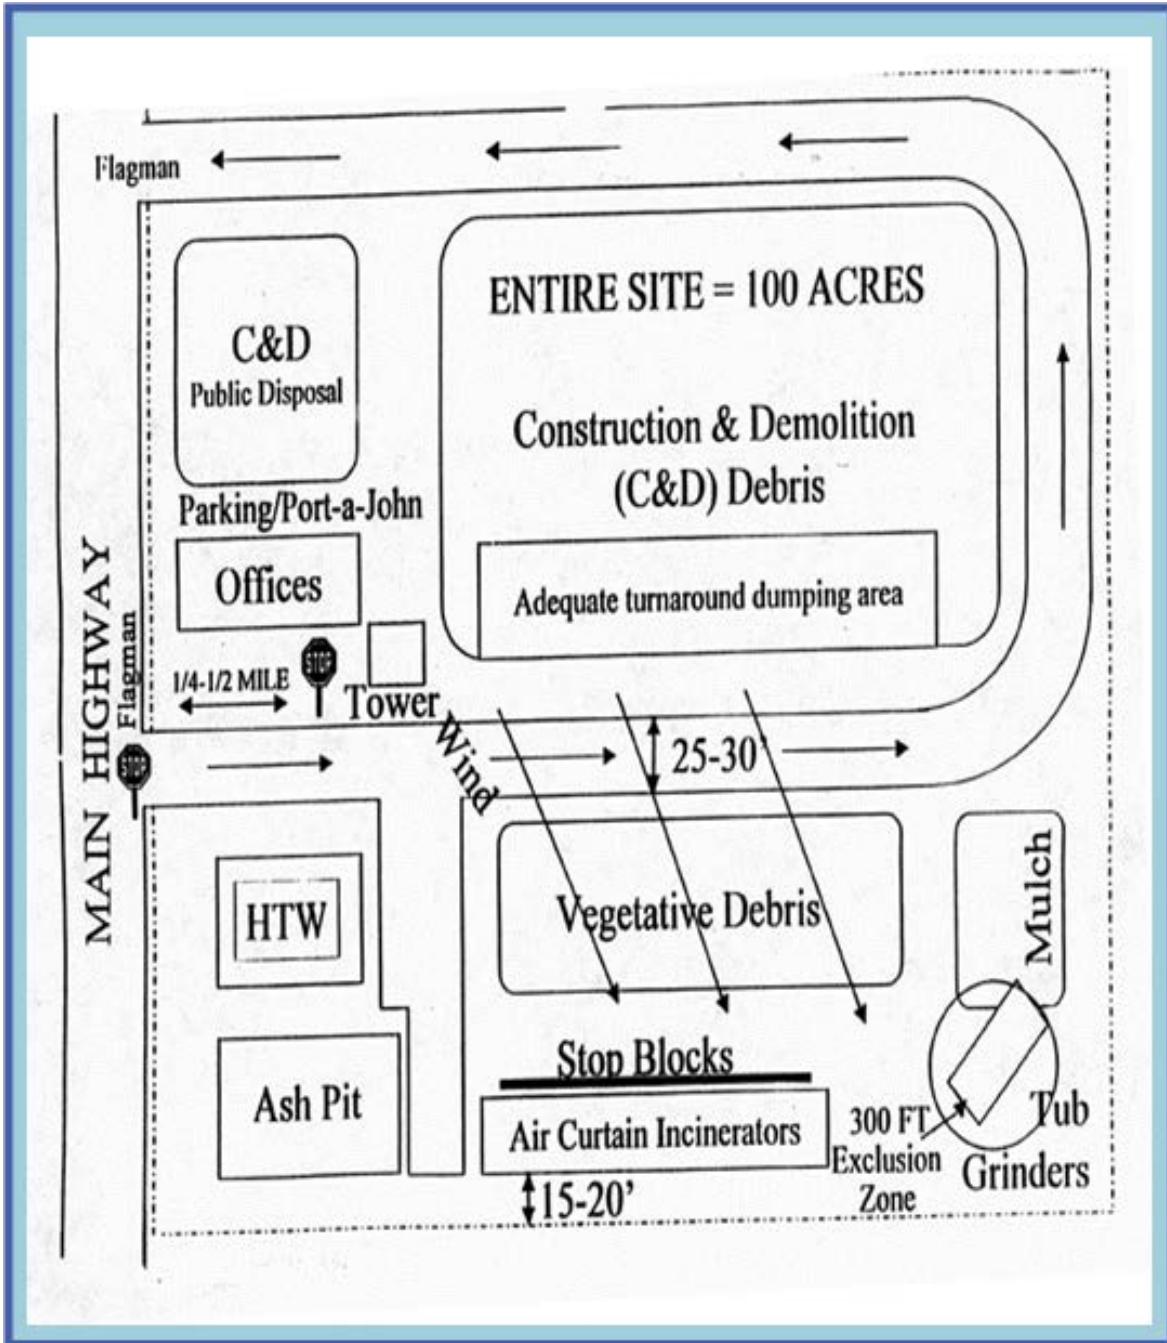 Flagman
ENTIRE SITE = 100 ACRES
C&D
Public Disposal
Construction & Demolition
(C&D) Debris
Parking/Port-a-John
Offices
Adequate turnaround dumping area
MAIN HIGHWAY
Flagman
1/4-1/2 MILE
STOP
Tower
Wind
STOP
25-30'
HTW
Vegetative Debris
Mulch
Stop Blocks
Ash Pit
Air Curtain Incinerators
300 FT
Exclusion
Zone
Tub
Grinders
15-20'